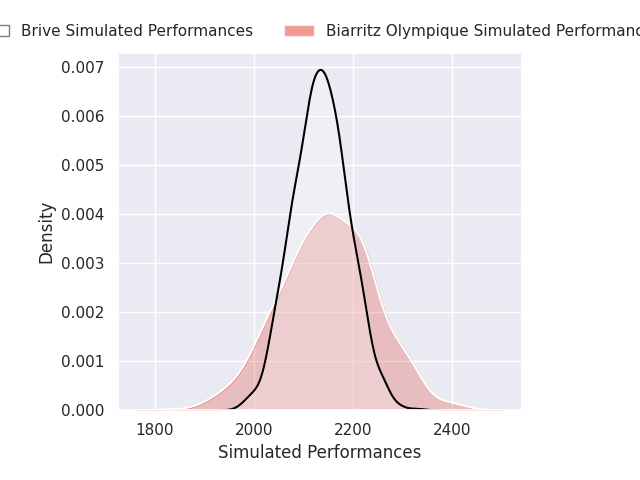 Brive Simulated Performances
Biarritz Olympique Simulated
0.007
0.006
0.005
0.004
0.003
0.002
0.001
0.000
Density
1800 2000 2200 2400
Simulated Performances